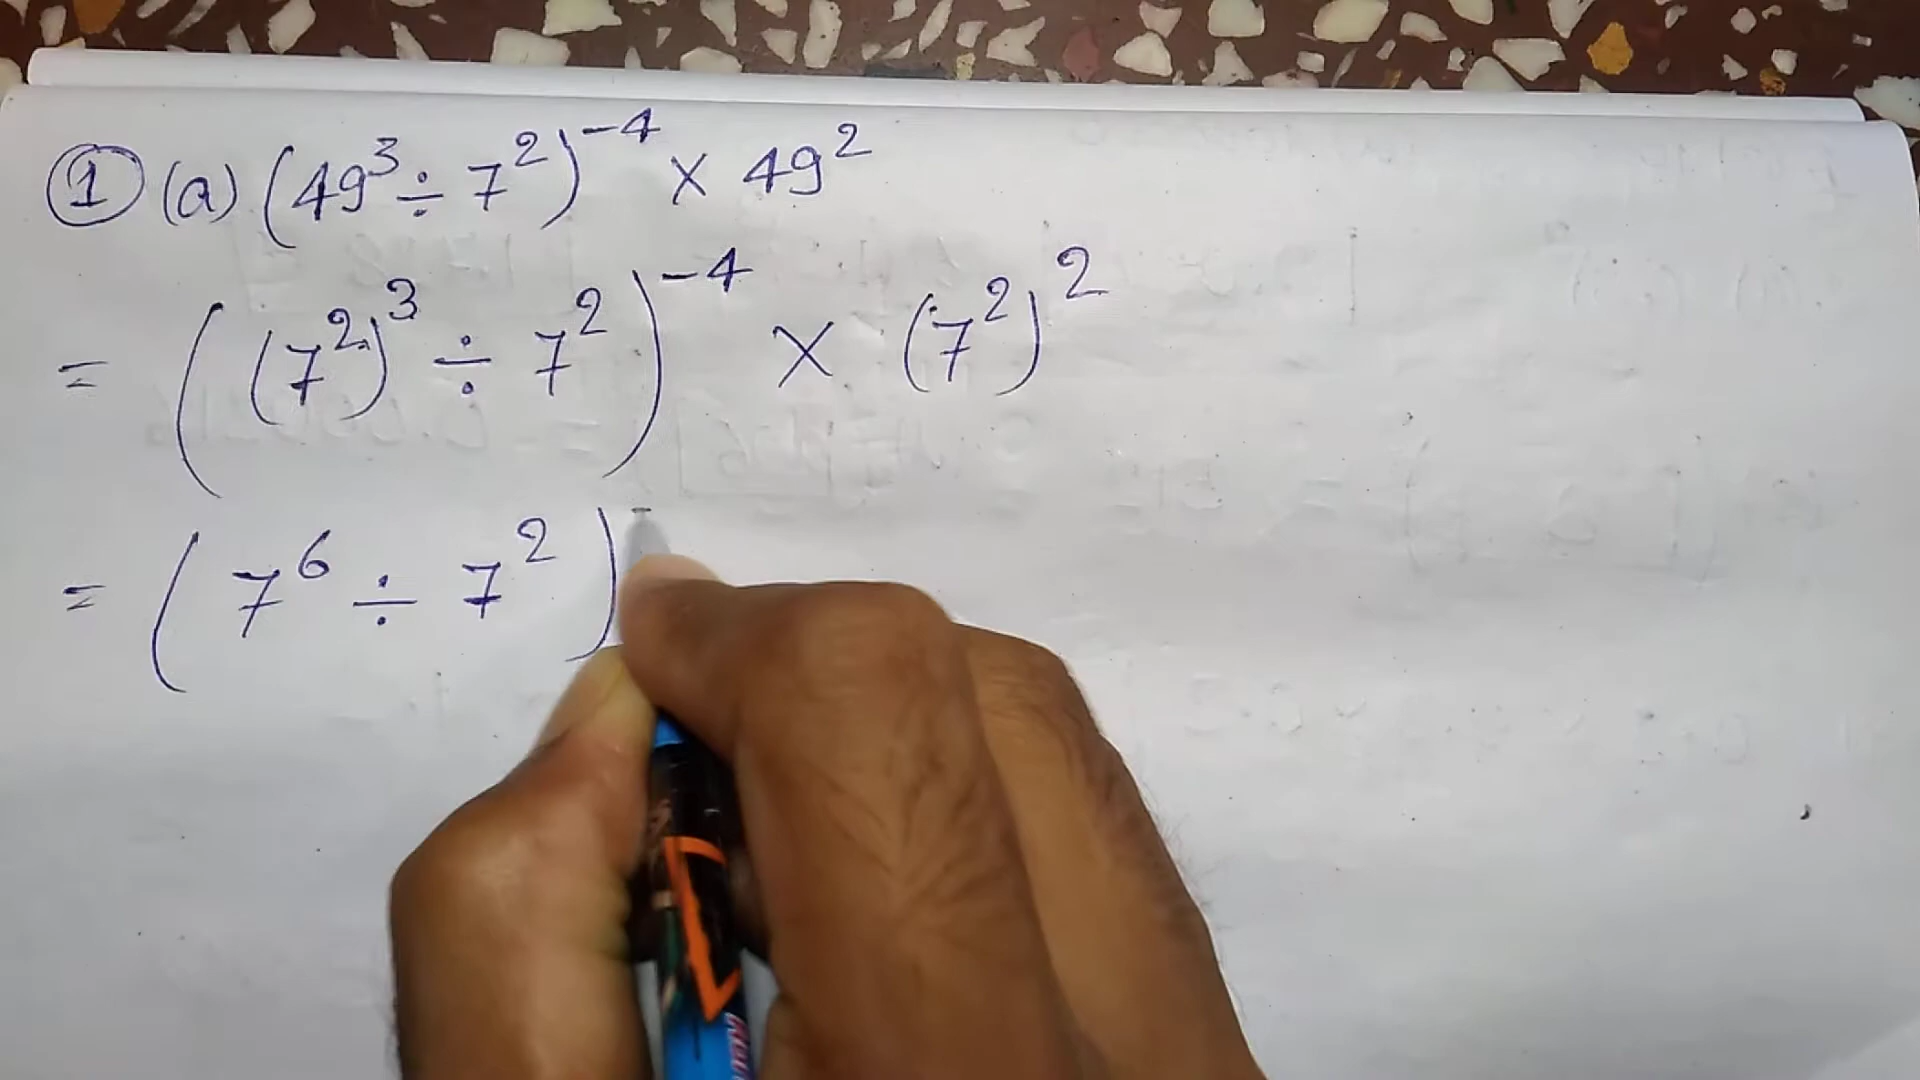 ① (a) (49³ ÷ 7²)⁻⁴ × 49²
= ((7²)³ ÷ 7²)⁻⁴ × (7²)²
= (7⁶ ÷ 7²)⁻